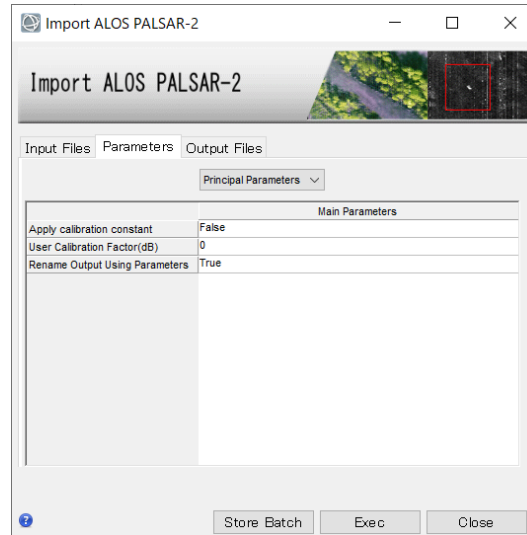 Import ALOS PALSAR-2
Import ALOS PALSAR-2
Input Files Parameters Output Files
Principal Parameters
Main Parameters
Apply calibration constant False
User Calibration Factor(dB) 0
Rename Output Using Parameters True
?
Store Batch Exec Close